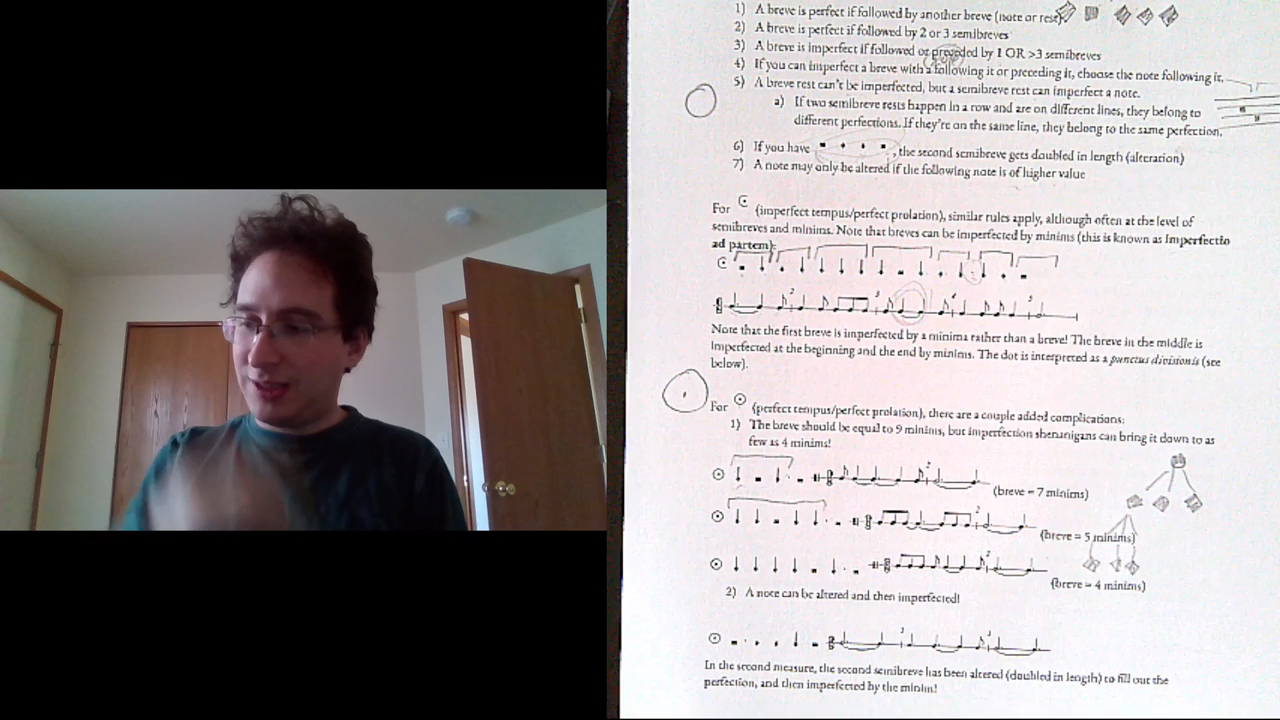 1) A breve is perfect if followed by another breve (note or rest)
2) A breve is perfect if followed by 2 or 3 semibreves
3) A breve is imperfect if followed or preceded by 1 OR >3 semibreves
4) If you can imperfect a breve with a following it or preceding it, choose the note following it.
5) A breve rest can't be imperfected, but a semibreve rest can imperfect a note.
a) If two semibreve rests happen in a row and are on different lines, they belong to
different perfections. If they're on the same line, they belong to the same perfection.
6) If you have , the second semibreve gets doubled in length (alteration)
7) A note may only be altered if the following note is of higher value
For (imperfect tempus/perfect prolation), similar rules apply, although often at the level of
semibreves and minims. Note that breves can be imperfected by minims (this is known as imperfectio
ad partem):
2 3 4 5
Note that the first breve is imperfected by a minima rather than a breve! The breve in the middle is
imperfected at the beginning and the end by minims. The dot is interpreted as a punctus divisionis (see
below).
For (perfect tempus/perfect prolation), there are a couple added complications:
1) The breve should be equal to 9 minims, but imperfection shenanigans can bring it down to as
few as 4 minims!
2
(breve = 7 minims)
2
(breve = 5 minims)
2
(breve = 4 minims)
2) A note can be altered and then imperfected!
2 3
In the second measure, the second semibreve has been altered (doubled in length) to fill out the
perfection, and then imperfected by the minim!